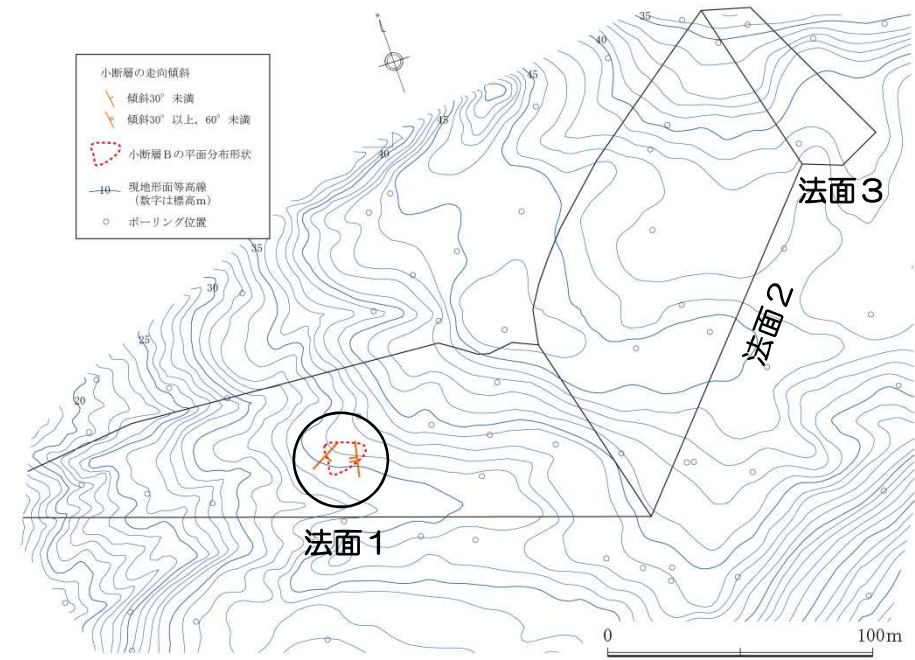 小断層の走向傾斜
傾斜30°未満
傾斜30°以上，60°未満
小断層Ｂの平面分布形状
10 現地形面等高線
（数字は標高ｍ）
ボーリング位置
35
40
45
45
40
35
30
25
20
法面３
法面２
法面１
0 100m